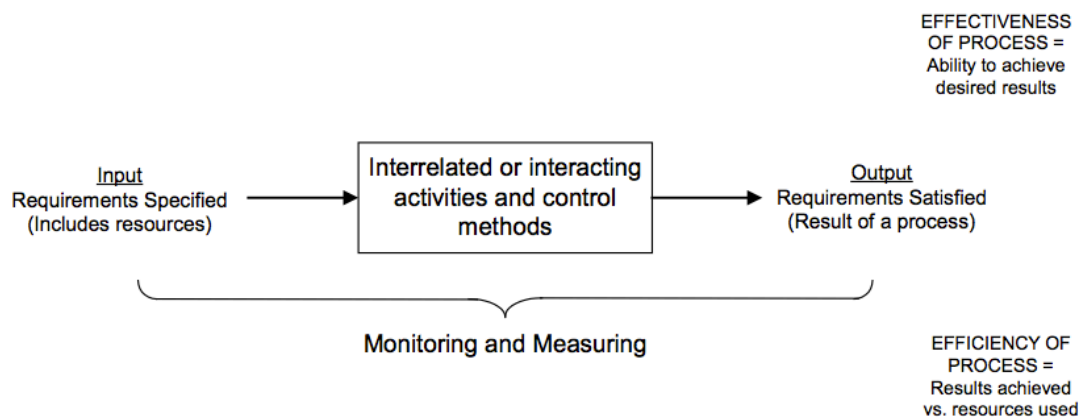 EFFECTIVENESS
OF PROCESS =
Ability to achieve
desired results
Input
Requirements Specified
(Includes resources)
Interrelated or interacting
activities and control
methods
Output
Requirements Satisfied
(Result of a process)
Monitoring and Measuring
EFFICIENCY OF
PROCESS =
Results achieved
vs. resources used